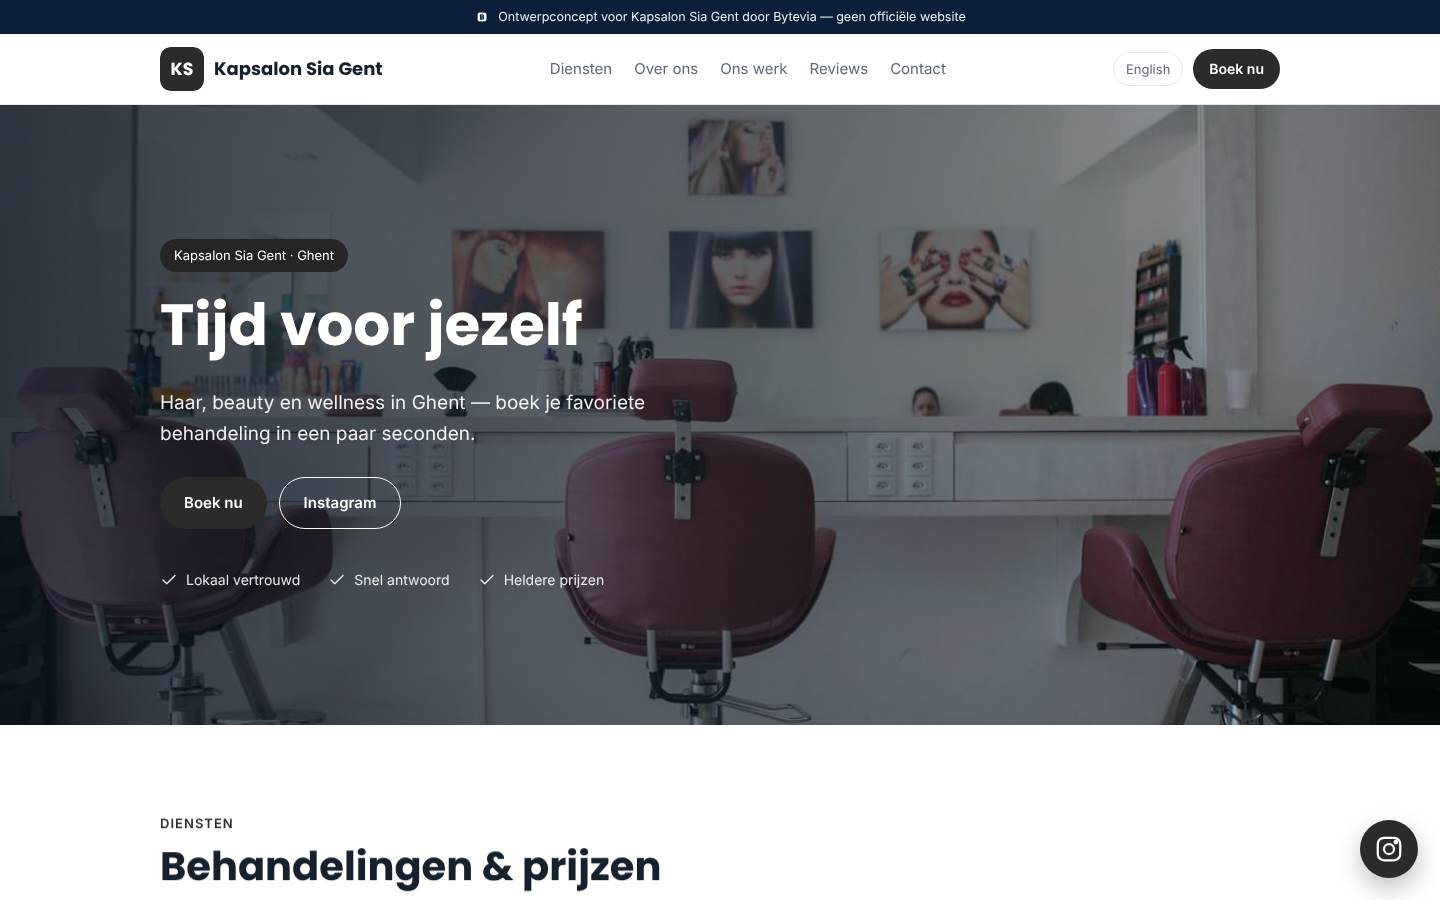 Ontwerpconcept voor Kapsalon Sia Gent door Bytevia — geen officiële website
KS Kapsalon Sia Gent
Diensten Over ons Ons werk Reviews Contact
English
Boek nu
Kapsalon Sia Gent · Ghent
Tijd voor jezelf
Haar, beauty en wellness in Ghent — boek je favoriete
behandeling in een paar seconden.
Boek nu Instagram
Lokaal vertrouwd Snel antwoord Heldere prijzen
DIENSTEN
Behandelingen & prijzen